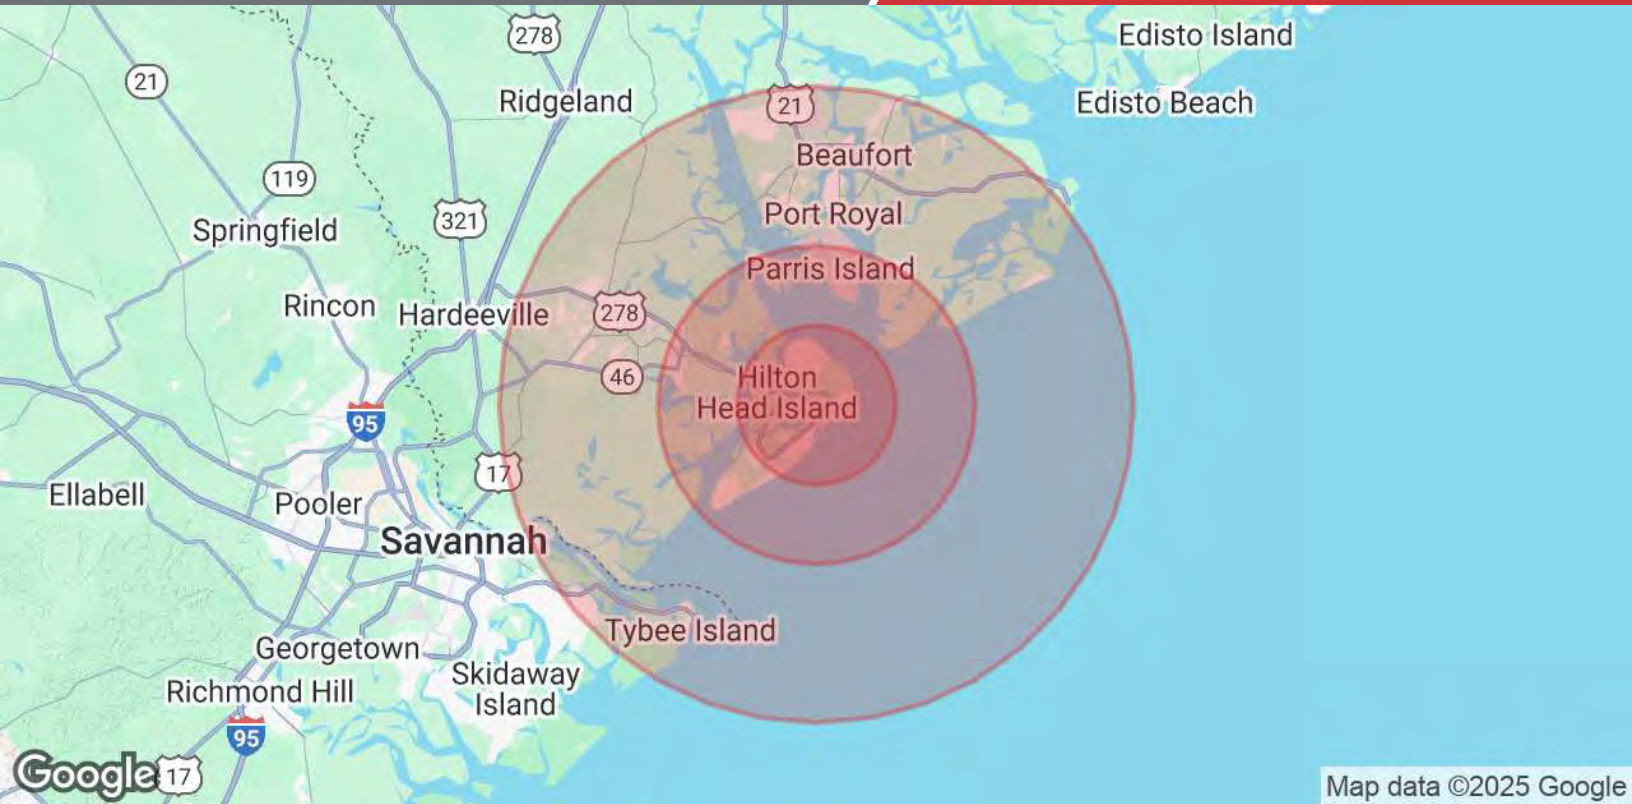 278
Edisto Island
21
Ridgeland
21
Edisto Beach
Beaufort
119
Port Royal
321
Springfield
Parris Island
Rincon
Hardeeville
278
Hilton
Head Island
46
95
17
Ellabell
Pooler
Savannah
Tybee Island
Georgetown
Skidaway
Island
Richmond Hill
95
Google
17
Map data ©2025 Google